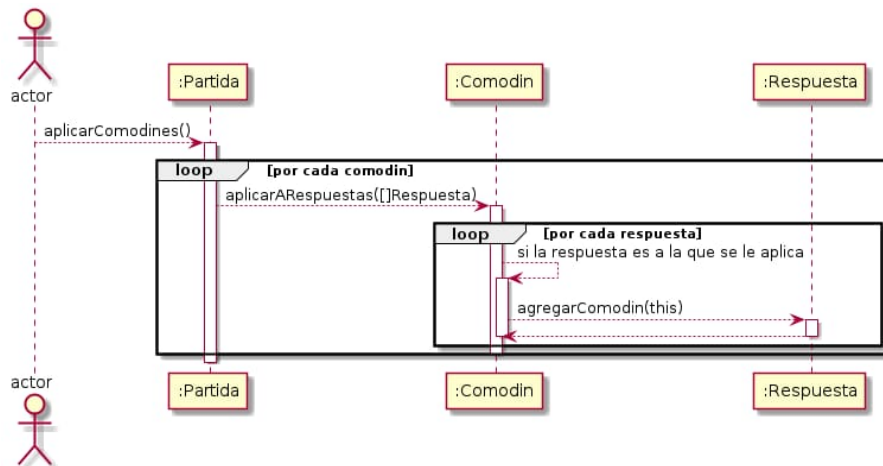 actor
:Partida
:Comodin
:Respuesta
aplicarComodines()
loop [por cada comodin]
aplicarARespuestas([]Respuesta)
loop [por cada respuesta]
si la respuesta es a la que se le aplica
agregarComodin(this)
actor
:Partida
:Comodin
:Respuesta